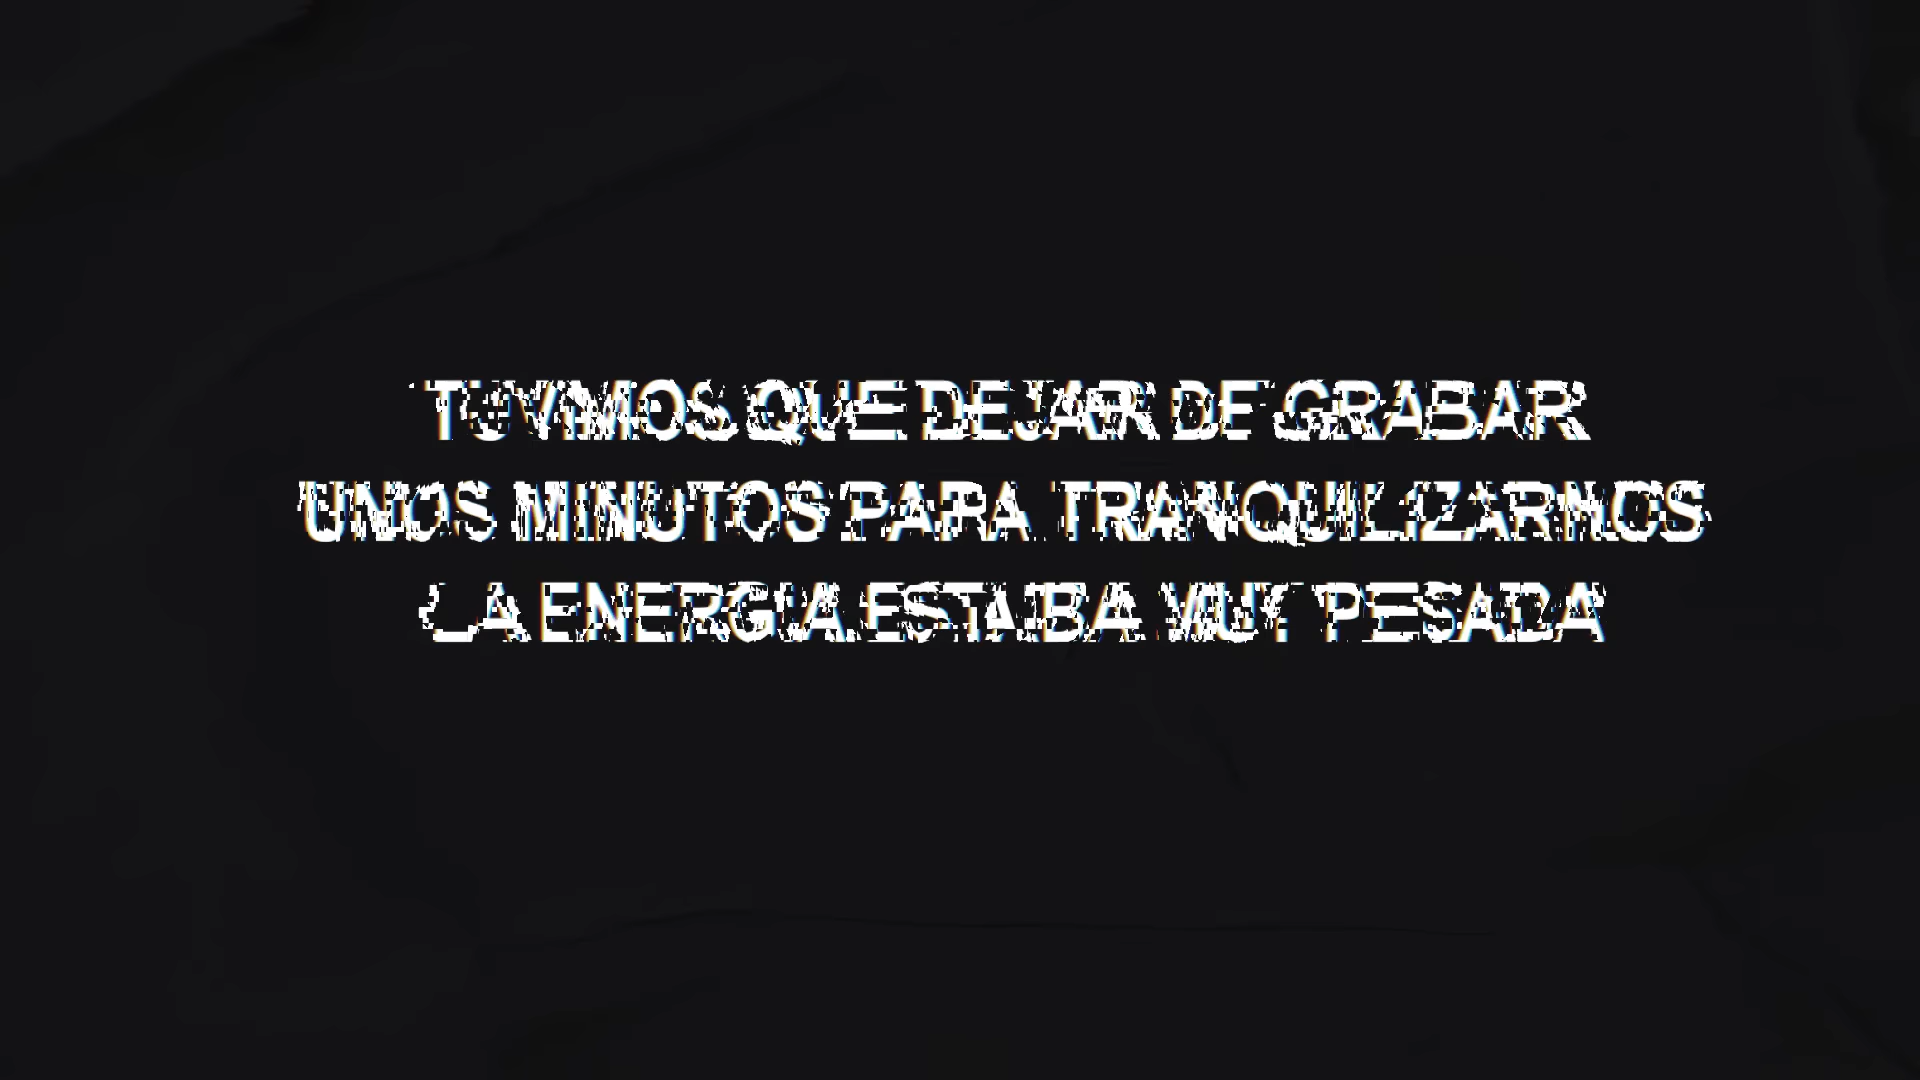 TUVIMOS QUE DEJAR DE GRABAR
UNOS MINUTOS PARA TRANQUILIZARNOS
LA ENERGIA ESTABA MUY PESADA